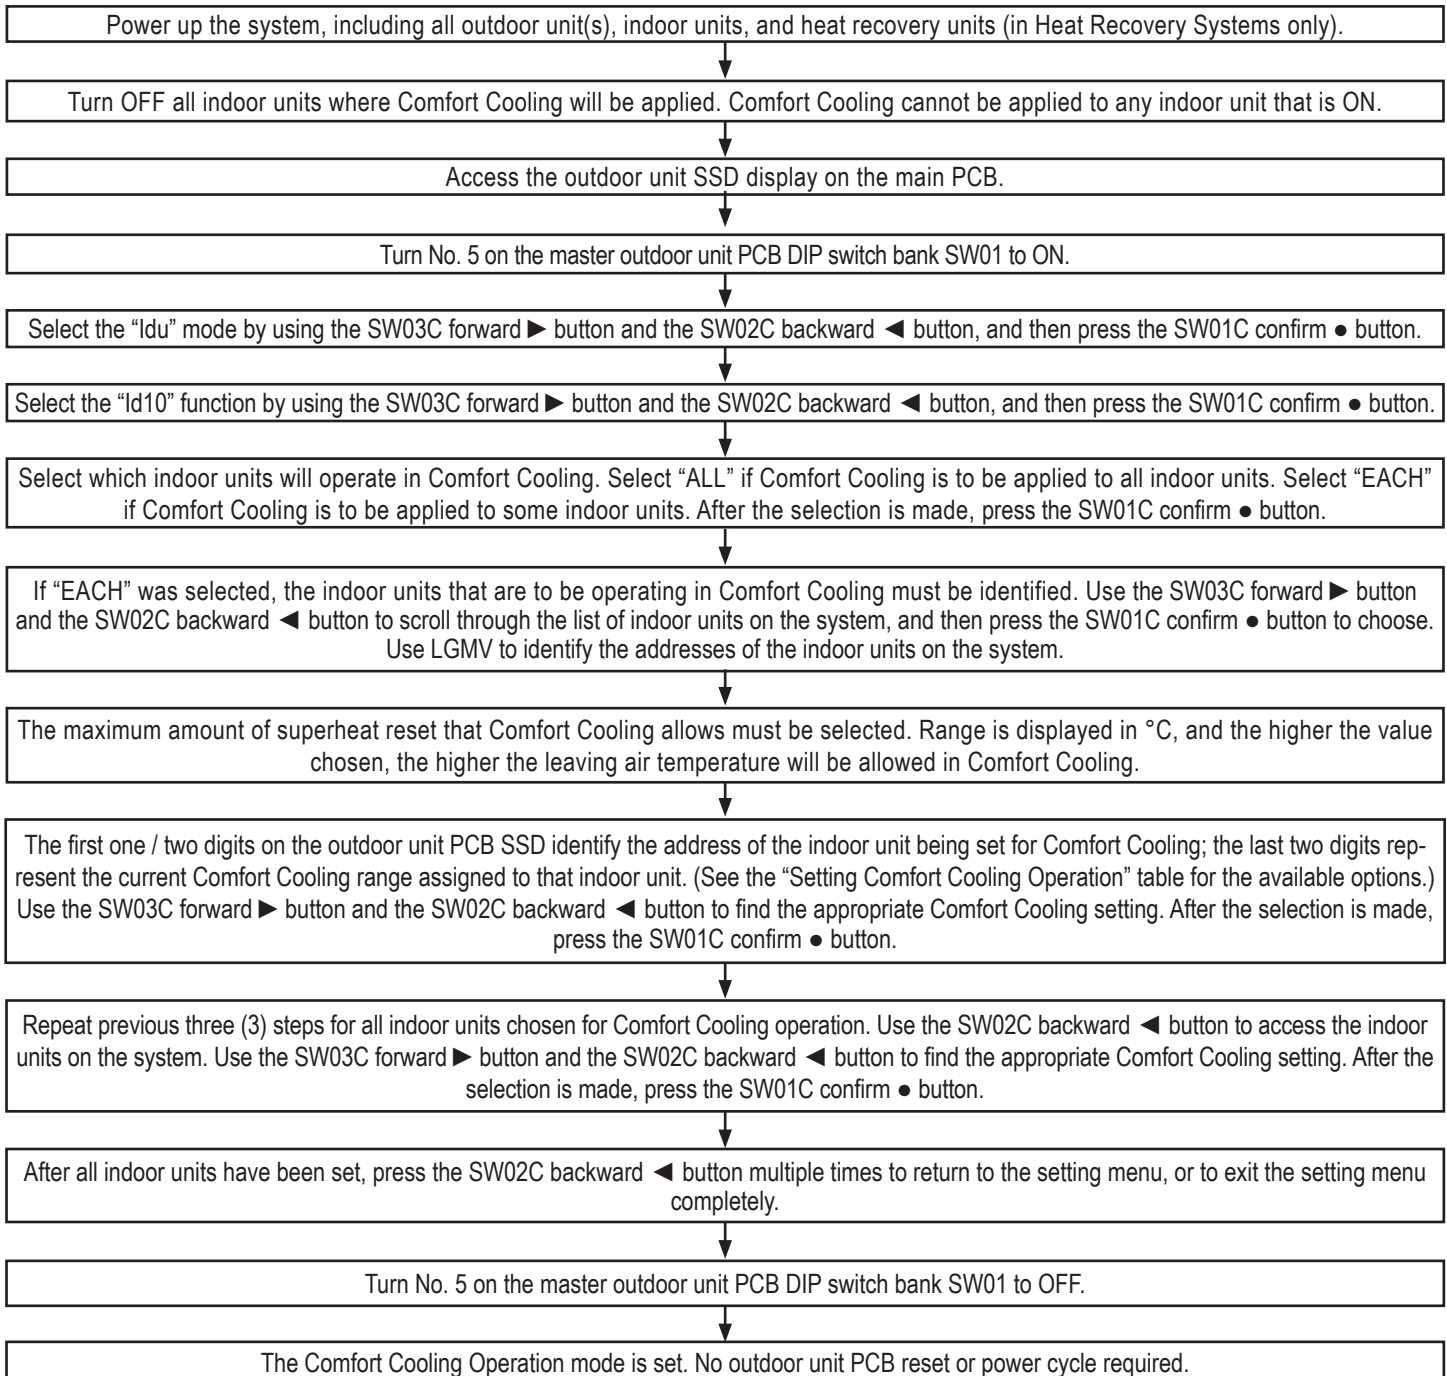 Power up the system, including all outdoor unit(s), indoor units, and heat recovery units (in Heat Recovery Systems only).
Turn OFF all indoor units where Comfort Cooling will be applied. Comfort Cooling cannot be applied to any indoor unit that is ON.
Access the outdoor unit SSD display on the main PCB.
Turn No. 5 on the master outdoor unit PCB DIP switch bank SW01 to ON.
Select the “Idu” mode by using the SW03C forward ► button and the SW02C backward ◄ button, and then press the SW01C confirm ● button.
Select the “Id10” function by using the SW03C forward ► button and the SW02C backward ◄ button, and then press the SW01C confirm ● button.
Select which indoor units will operate in Comfort Cooling. Select “ALL” if Comfort Cooling is to be applied to all indoor units. Select “EACH”
if Comfort Cooling is to be applied to some indoor units. After the selection is made, press the SW01C confirm ● button.
If “EACH” was selected, the indoor units that are to be operating in Comfort Cooling must be identified. Use the SW03C forward ► button
and the SW02C backward ◄ button to scroll through the list of indoor units on the system, and then press the SW01C confirm ● button to choose.
Use LGMV to identify the addresses of the indoor units on the system.
The maximum amount of superheat reset that Comfort Cooling allows must be selected. Range is displayed in °C, and the higher the value
chosen, the higher the leaving air temperature will be allowed in Comfort Cooling.
The first one / two digits on the outdoor unit PCB SSD identify the address of the indoor unit being set for Comfort Cooling; the last two digits rep-
resent the current Comfort Cooling range assigned to that indoor unit. (See the “Setting Comfort Cooling Operation” table for the available options.)
Use the SW03C forward ► button and the SW02C backward ◄ button to find the appropriate Comfort Cooling setting. After the selection is made,
press the SW01C confirm ● button.
Repeat previous three (3) steps for all indoor units chosen for Comfort Cooling operation. Use the SW02C backward ◄ button to access the indoor
units on the system. Use the SW03C forward ► button and the SW02C backward ◄ button to find the appropriate Comfort Cooling setting. After the
selection is made, press the SW01C confirm ● button.
After all indoor units have been set, press the SW02C backward ◄ button multiple times to return to the setting menu, or to exit the setting menu
completely.
Turn No. 5 on the master outdoor unit PCB DIP switch bank SW01 to OFF.
The Comfort Cooling Operation mode is set. No outdoor unit PCB reset or power cycle required.